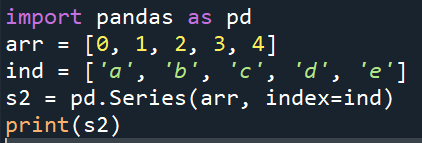 import pandas as pd
arr = [0, 1, 2, 3, 4]
ind = ['a', 'b', 'c', 'd', 'e']
s2 = pd.Series(arr, index=ind)
print(s2)